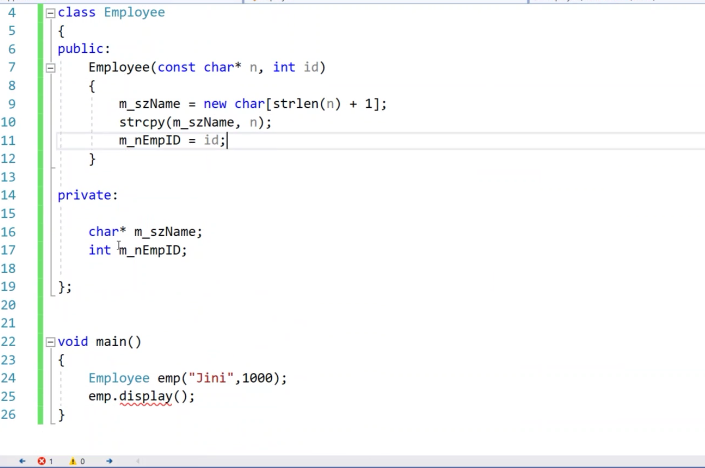 4 class Employee
5 {
6 public:
7 Employee(const char* n, int id)
8 {
9 m_szName = new char[strlen(n) + 1];
10 strcpy(m_szName, n);
11 m_nEmpID = id;
12 }
13
14 private:
15
16 char* m_szName;
17 int m_nEmpID;
18
19 };
20
21
22 void main()
23 {
24 Employee emp("Jini",1000);
25 emp.display();
26 }
1 0